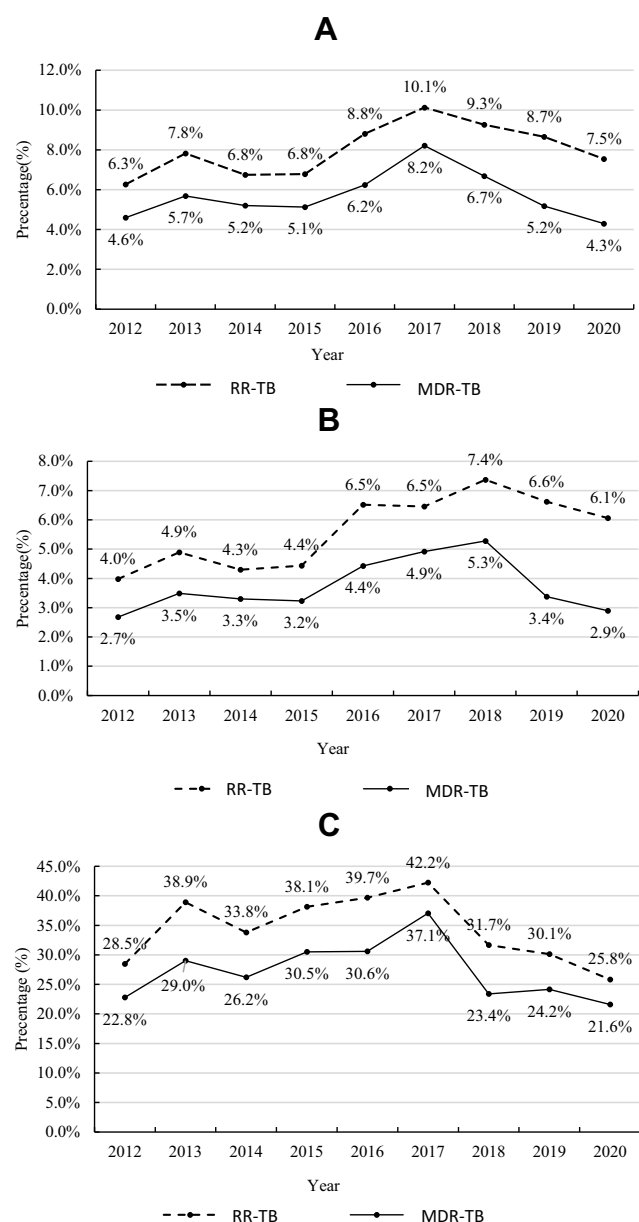 A
12.0%
10.0%
8.0%
6.0%
4.0%
2.0%
0.0%
Precentage(%)
6.3% 7.8% 6.8% 6.8% 8.8% 10.1% 9.3% 8.7% 7.5%
4.6% 5.7% 5.2% 5.1% 6.2% 8.2% 6.7% 5.2% 4.3%
2012 2013 2014 2015 2016 2017 2018 2019 2020
Year
RR-TB MDR-TB
B
8.0%
7.0%
6.0%
5.0%
4.0%
3.0%
2.0%
1.0%
0.0%
Precentage(%)
4.0% 4.9% 4.3% 4.4% 6.5% 6.5% 7.4% 6.6% 6.1%
2.7% 3.5% 3.3% 3.2% 4.4% 4.9% 5.3% 3.4% 2.9%
2012 2013 2014 2015 2016 2017 2018 2019 2020
Year
RR-TB MDR-TB
C
45.0%
40.0%
35.0%
30.0%
25.0%
20.0%
15.0%
10.0%
5.0%
0.0%
Precentage (%)
28.5% 38.9% 33.8% 38.1% 39.7% 42.2% 31.7% 30.1% 25.8%
22.8% 29.0% 26.2% 30.5% 30.6% 37.1% 23.4% 24.2% 21.6%
2012 2013 2014 2015 2016 2017 2018 2019 2020
Year
RR-TB MDR-TB